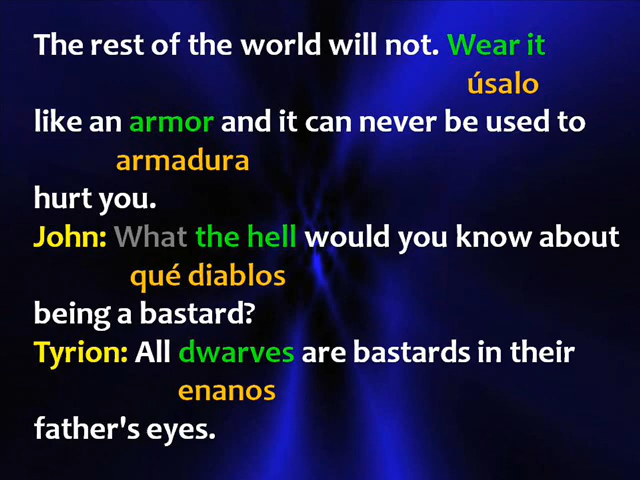 The rest of the world will not. Wear it
úsalo
like an armor and it can never be used to
armadura
hurt you.
John: What the hell would you know about
qué diablos
being a bastard?
Tyrion: All dwarves are bastards in their
enanos
father's eyes.